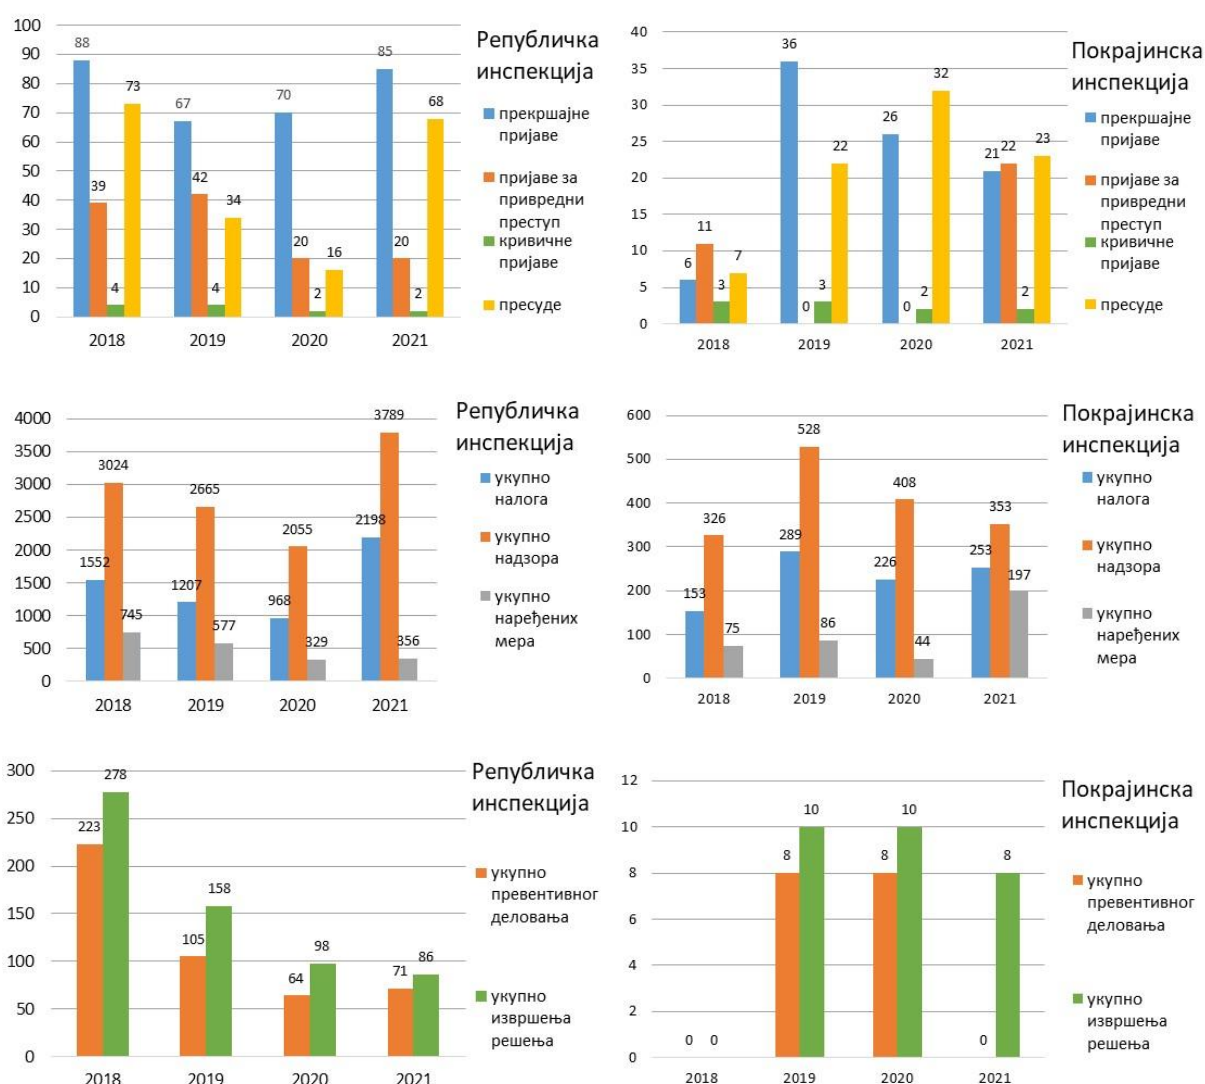 Републичка
инспекција
100
90
80
70
60
50
40
30
20
10
0
88
39
4
73
67
42
4
34
70
20
2
16
85
20
2
68
2018
2019
2020
2021
прекршајне
пријаве
пријаве за
привредни
преступ
кривичне
пријаве
пресуде
Покрајинска
инспекција
40
35
30
25
20
15
10
5
0
6
11
3
7
36
0
3
22
26
0
2
32
21
22
2
23
2018
2019
2020
2021
прекршајне
пријаве
пријаве за
привредни
преступ
кривичне
пријаве
пресуде
Републичка
инспекција
4000
3500
3000
2500
2000
1500
1000
500
0
1552
3024
745
1207
2665
577
968
2055
329
2198
3789
356
2018
2019
2020
2021
укупно
налога
укупно
надзора
укупно
наређених
мера
Покрајинска
инспекција
600
500
400
300
200
100
0
153
326
75
289
528
86
226
408
44
253
353
197
2018
2019
2020
2021
укупно
налога
укупно
надзора
укупно
наређених
мера
Републичка
инспекција
300
250
200
150
100
50
0
223
278
105
158
64
98
71
86
2018
2019
2020
2021
укупно
превентивног
деловања
укупно
извршења
решења
Покрајинска
инспекција
12
10
8
6
4
2
0
0
0
8
10
8
10
0
8
2018
2019
2020
2021
укупно
превентивног
деловања
укупно
извршења
решења